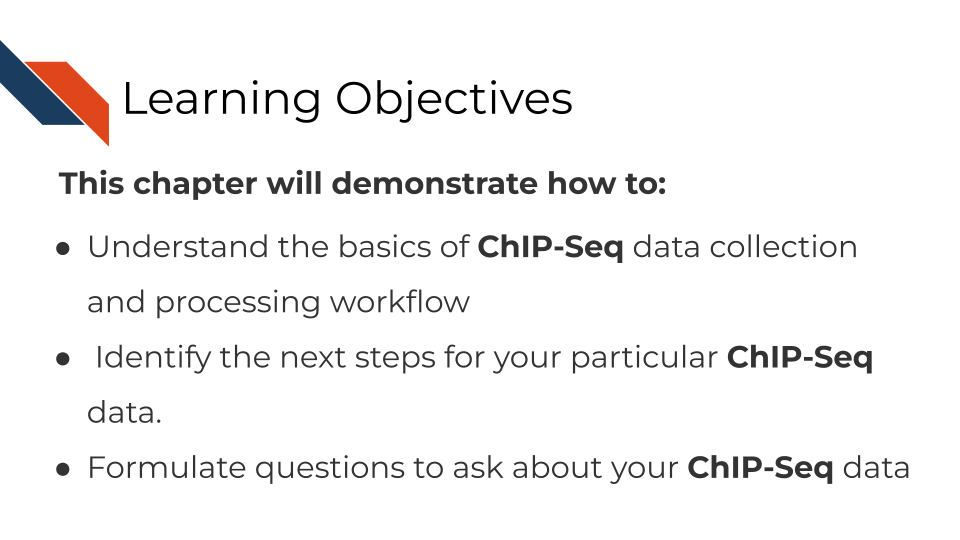 Learning Objectives
This chapter will demonstrate how to:
● Understand the basics of ChIP-Seq data collection
and processing workflow
● Identify the next steps for your particular ChIP-Seq
data.
● Formulate questions to ask about your ChIP-Seq data